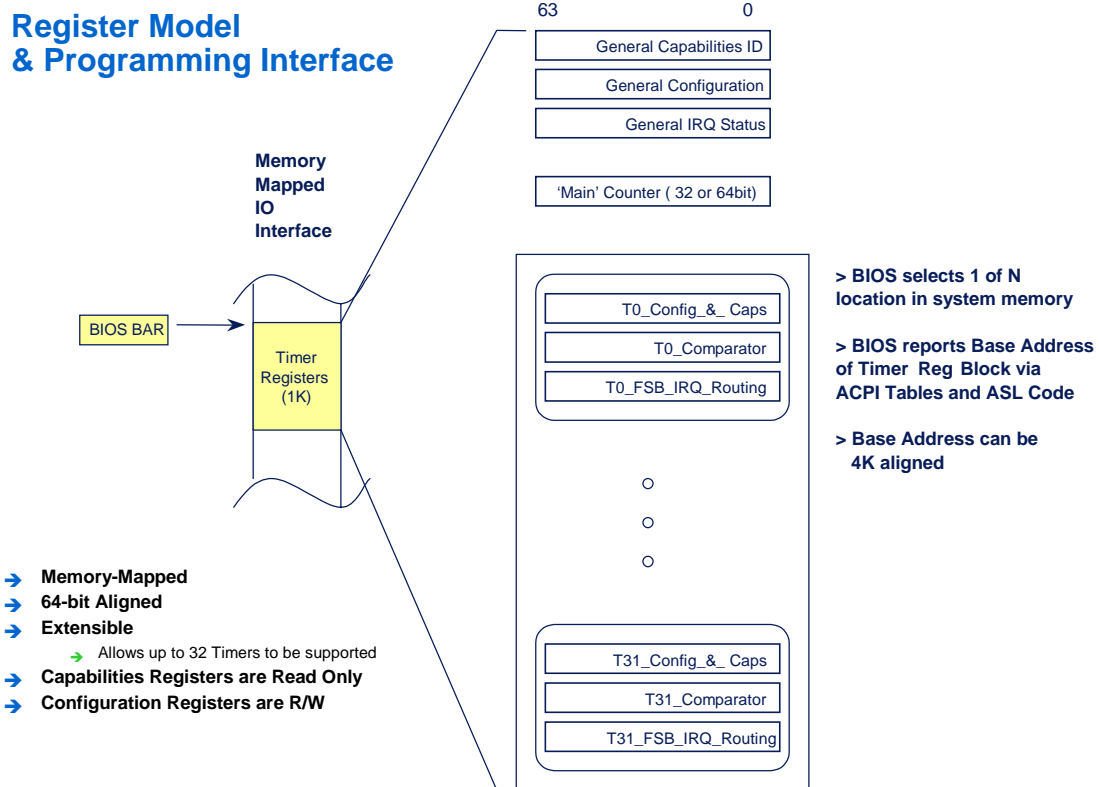 Register Model
& Programming Interface
63 0
General Capabilities ID
General Configuration
General IRQ Status
'Main' Counter ( 32 or 64bit)
Memory
Mapped
IO
Interface
BIOS BAR
Timer
Registers
(1K)
T0_Config_&_ Caps
T0_Comparator
T0_FSB_IRQ_Routing
T31_Config_&_ Caps
T31_Comparator
T31_FSB_IRQ_Routing
> BIOS selects 1 of N
location in system memory
> BIOS reports Base Address
of Timer Reg Block via
ACPI Tables and ASL Code
> Base Address can be
4K aligned
➔ Memory-Mapped
➔ 64-bit Aligned
➔ Extensible
➔ Allows up to 32 Timers to be supported
➔ Capabilities Registers are Read Only
➔ Configuration Registers are R/W